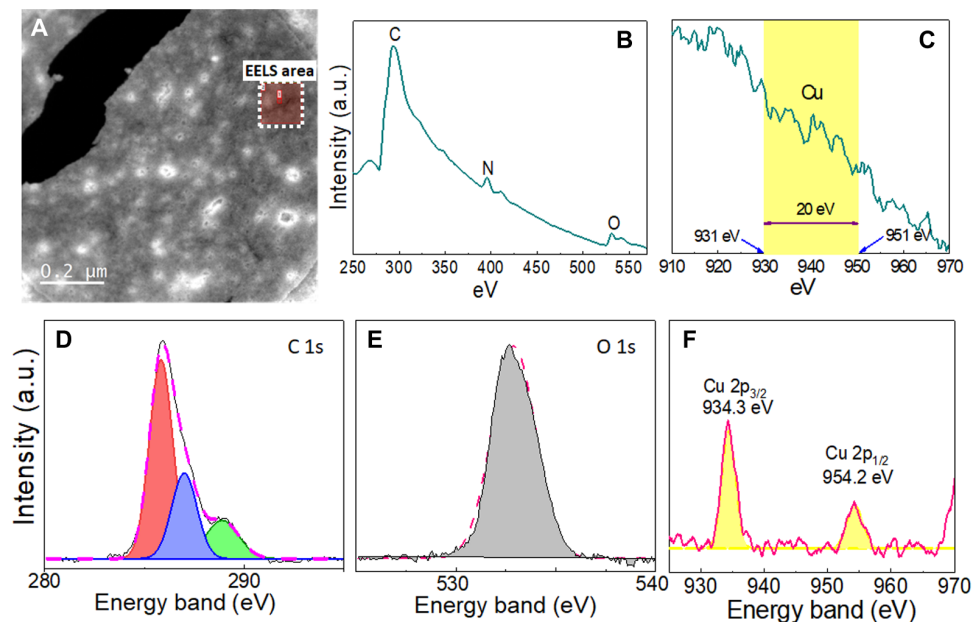 A
EELS area
0.2 μm
B
C
N
O
Intensity (a.u.)
250 300 350 400 450 500 550
eV
C
Cu
20 eV
931 eV
951 eV
910 920 930 940 950 960 970
eV
D
C 1s
Intensity (a.u.)
280 290
Energy band (eV)
E
O 1s
530 540
Energy band (eV)
F
Cu 2p3/2
934.3 eV
Cu 2p1/2
954.2 eV
930 940 950 960 970
Energy band (eV)